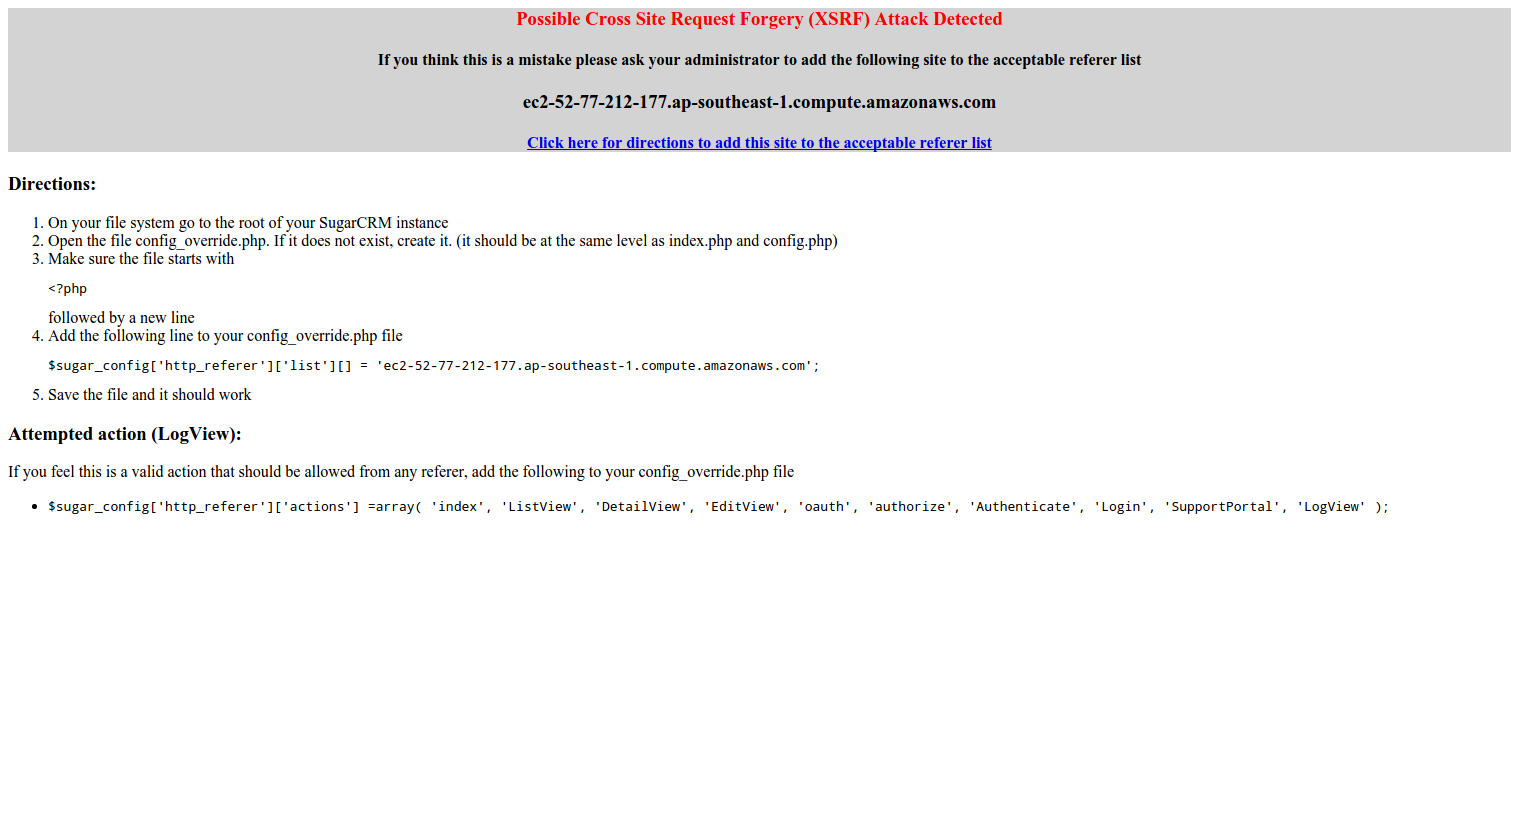 Possible Cross Site Request Forgery (XSRF) Attack Detected
If you think this is a mistake please ask your administrator to add the following site to the acceptable referer list
ec2-52-77-212-177.ap-southeast-1.compute.amazonaws.com
Click here for directions to add this site to the acceptable referer list
Directions:
1. On your file system go to the root of your SugarCRM instance
2. Open the file config_override.php. If it does not exist, create it. (it should be at the same level as index.php and config.php)
3. Make sure the file starts with
<?php
followed by a new line
4. Add the following line to your config_override.php file
$sugar_config['http_referer']['list'][] = 'ec2-52-77-212-177.ap-southeast-1.compute.amazonaws.com';
5. Save the file and it should work
Attempted action (LogView):
If you feel this is a valid action that should be allowed from any referer, add the following to your config_override.php file
• $sugar_config['http_referer']['actions'] =array( 'index', 'ListView', 'DetailView', 'EditView', 'oauth', 'authorize', 'Authenticate', 'Login', 'SupportPortal', 'LogView' );